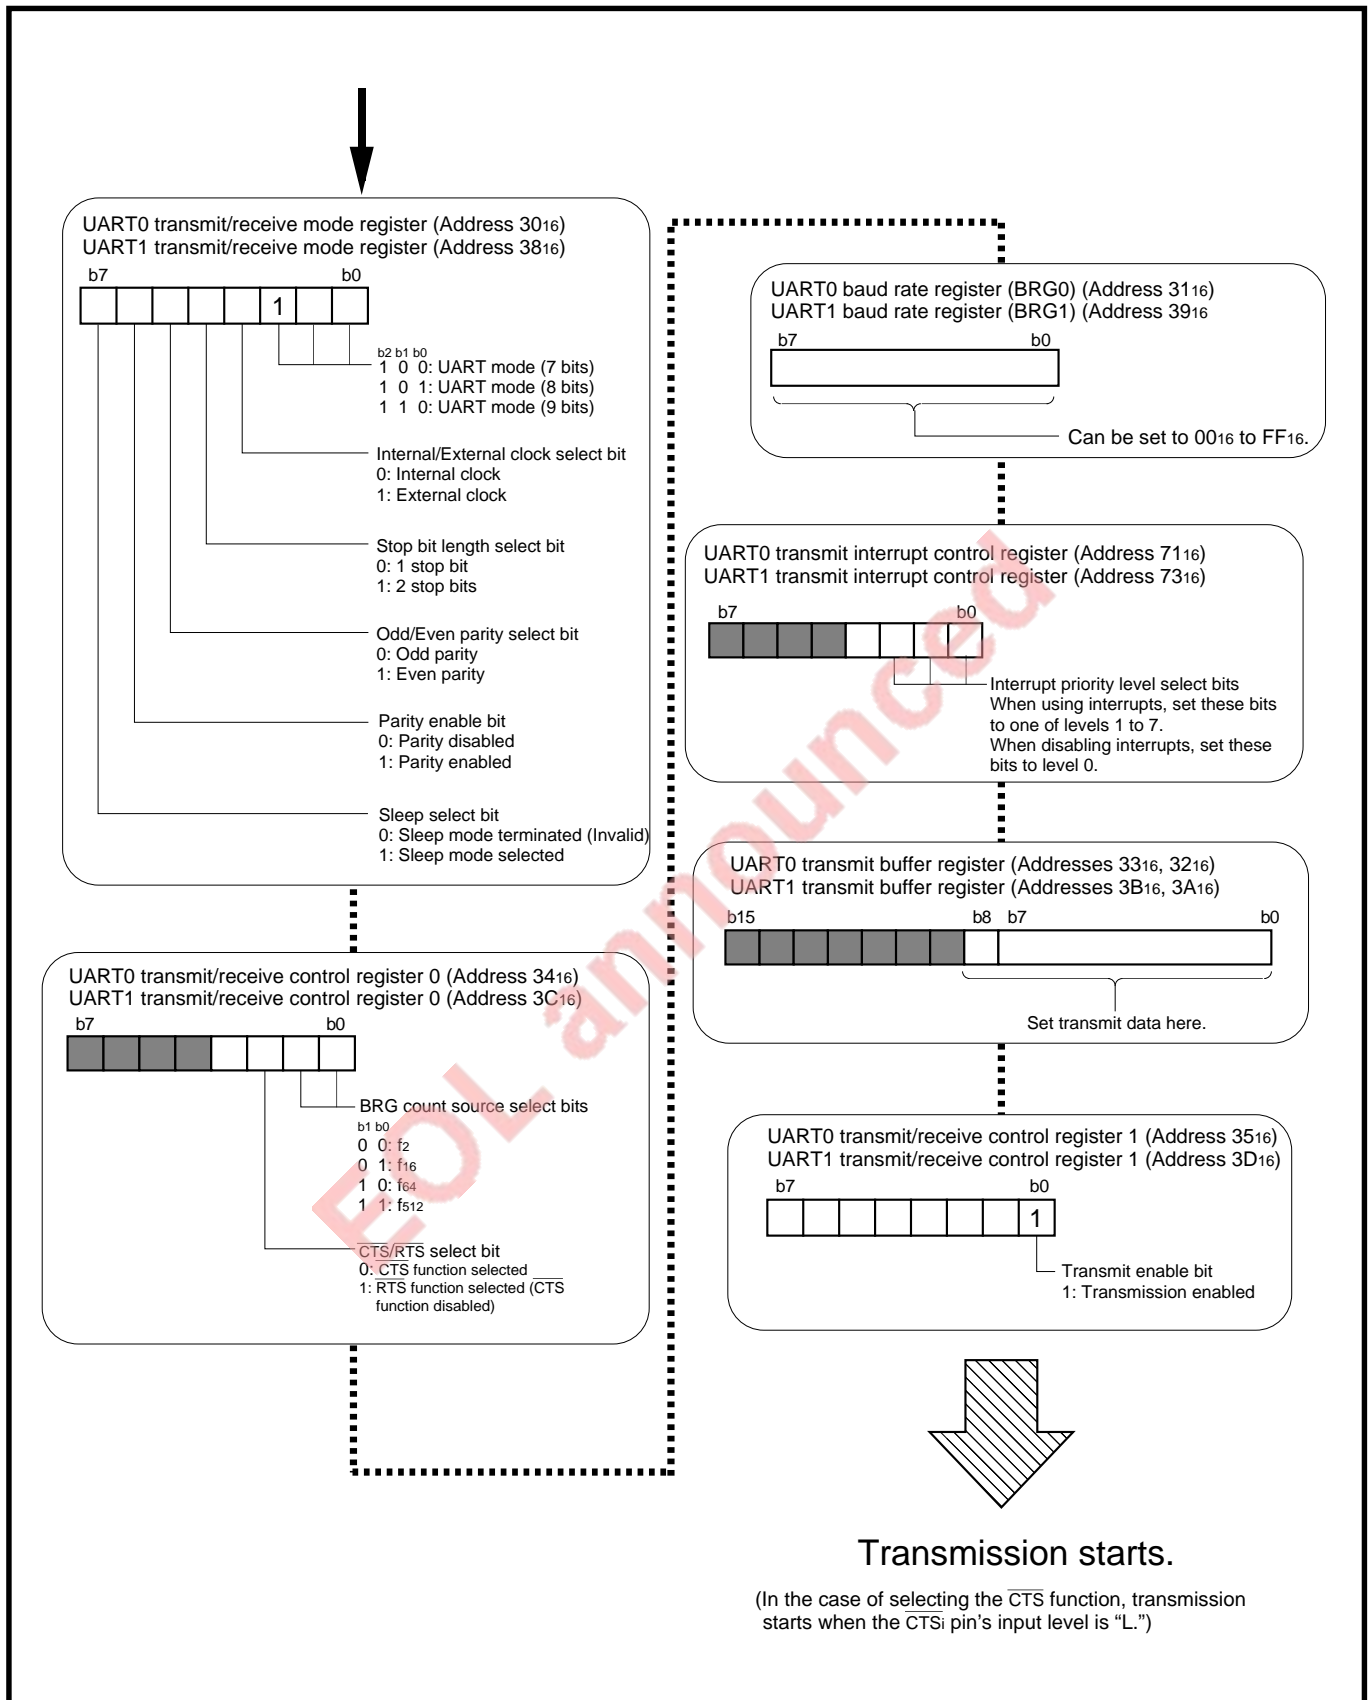 UART0 transmit/receive mode register (Address 3016)
UART1 transmit/receive mode register (Address 3816)
b7 b0
1
b2 b1 b0
1 0 0: UART mode (7 bits)
1 0 1: UART mode (8 bits)
1 1 0: UART mode (9 bits)
Internal/External clock select bit
0: Internal clock
1: External clock
Stop bit length select bit
0: 1 stop bit
1: 2 stop bits
Odd/Even parity select bit
0: Odd parity
1: Even parity
Parity enable bit
0: Parity disabled
1: Parity enabled
Sleep select bit
0: Sleep mode terminated (Invalid)
1: Sleep mode selected
UART0 transmit/receive control register 0 (Address 3416)
UART1 transmit/receive control register 0 (Address 3C16)
b7 b0
BRG count source select bits
b1 b0
0 0: f2
0 1: f16
1 0: f64
1 1: f512
CTS/RTS select bit
0: CTS function selected
1: RTS function selected (CTS
function disabled)
UART0 baud rate register (BRG0) (Address 3116)
UART1 baud rate register (BRG1) (Address 3916
b7 b0
Can be set to 0016 to FF16.
UART0 transmit interrupt control register (Address 7116)
UART1 transmit interrupt control register (Address 7316)
b7 b0
Interrupt priority level select bits
When using interrupts, set these bits
to one of levels 1 to 7.
When disabling interrupts, set these
bits to level 0.
UART0 transmit buffer register (Addresses 3316, 3216)
UART1 transmit buffer register (Addresses 3B16, 3A16)
b15 b8 b7 b0
Set transmit data here.
UART0 transmit/receive control register 1 (Address 3516)
UART1 transmit/receive control register 1 (Address 3D16)
b7 b0
1
Transmit enable bit
1: Transmission enabled
Transmission starts.
(In the case of selecting the CTS function, transmission
starts when the CTSi pin's input level is “L.”)
EOL announced